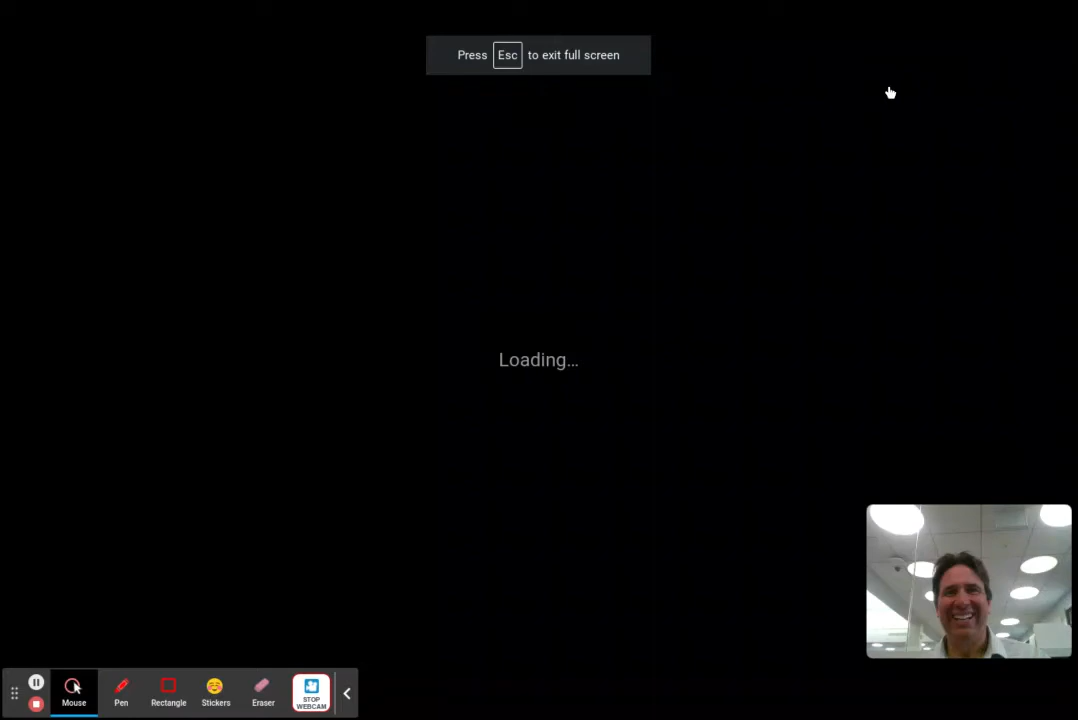 Press Esc to exit full screen
Loading...
Mouse
Pen
Rectangle
Stickers
Eraser
STOP
WEBCAM